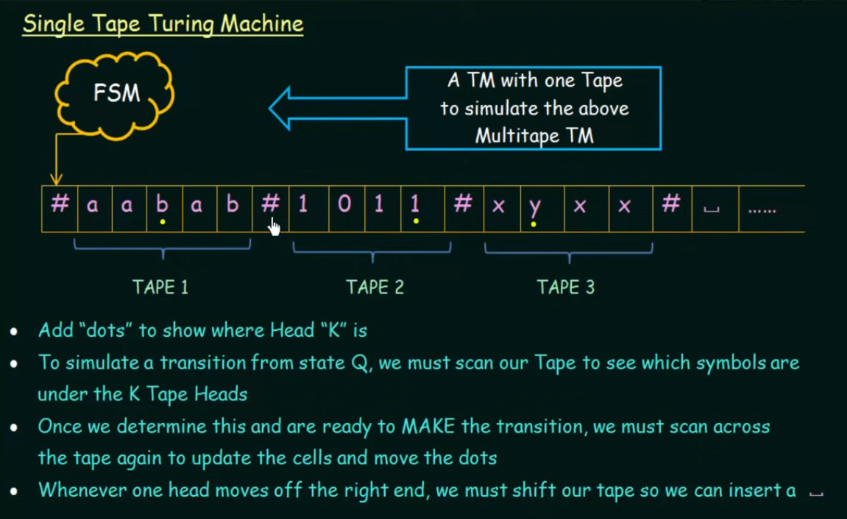 Single Tape Turing Machine
FSM
A TM with one Tape
to simulate the above
Multitape TM
# a a b a b # 1 0 1 1 # x y x x # ⎵ ......
TAPE 1 TAPE 2 TAPE 3
• Add “dots” to show where Head “K” is
• To simulate a transition from state Q, we must scan our Tape to see which symbols are
under the K Tape Heads
• Once we determine this and are ready to MAKE the transition, we must scan across
the tape again to update the cells and move the dots
• Whenever one head moves off the right end, we must shift our tape so we can insert a ⎵